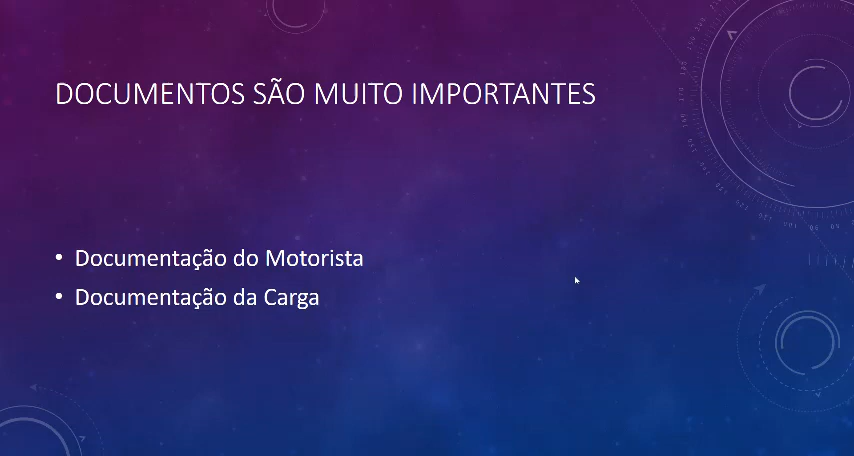 DOCUMENTOS SÃO MUITO IMPORTANTES
• Documentação do Motorista
• Documentação da Carga